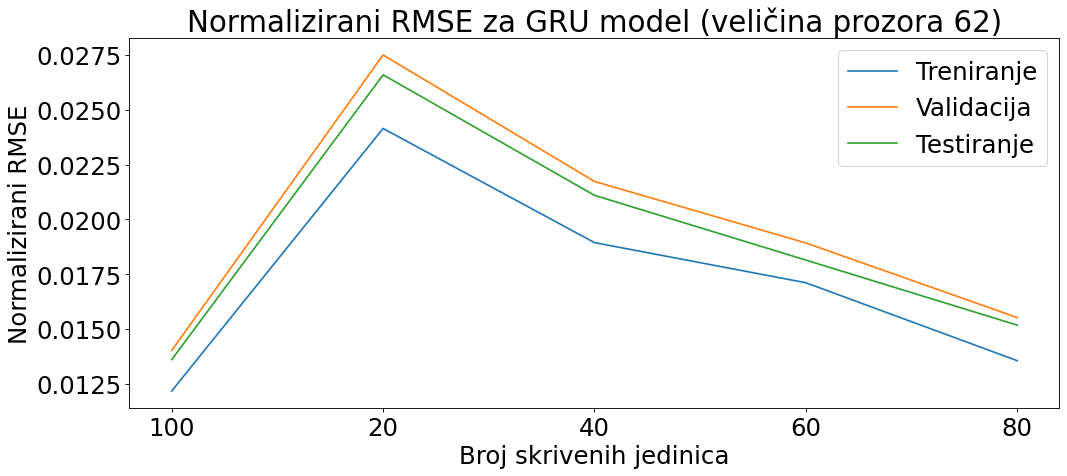 Normalizirani RMSE za GRU model (veličina prozora 62)
Treniranje
Validacija
Testiranje
Normalizirani RMSE
0.0275
0.0250
0.0225
0.0200
0.0175
0.0150
0.0125
100 20 40 60 80
Broj skrivenih jedinica